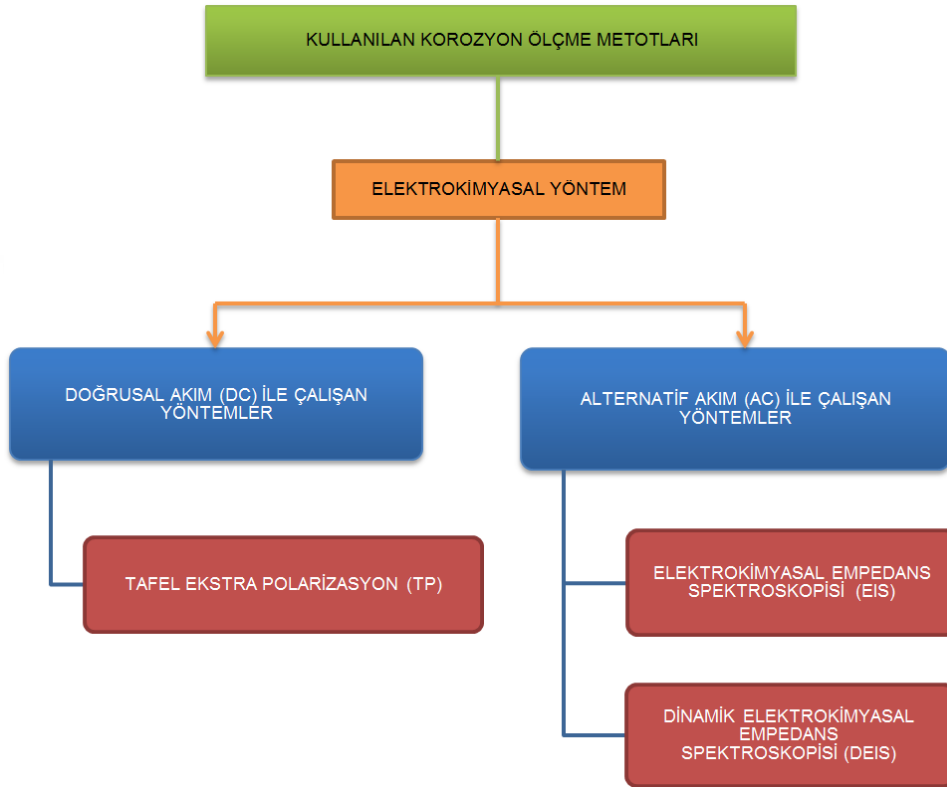 KULLANILAN KOROZYON ÖLÇME METOTLARI
ELEKTROKİMYASAL YÖNTEM
DOĞRUSAL AKIM (DC) İLE ÇALIŞAN
YÖNTEMLER
TAFEL EKSTRA POLARİZASYON (TP)
ALTERNATİF AKIM (AC) İLE ÇALIŞAN
YÖNTEMLER
ELEKTROKİMYASAL EMPEDANS
SPEKTROSKOPİSİ (EIS)
DİNAMİK ELEKTROKİMYASAL
EMPEDANS
SPEKTROSKOPİSİ (DEIS)